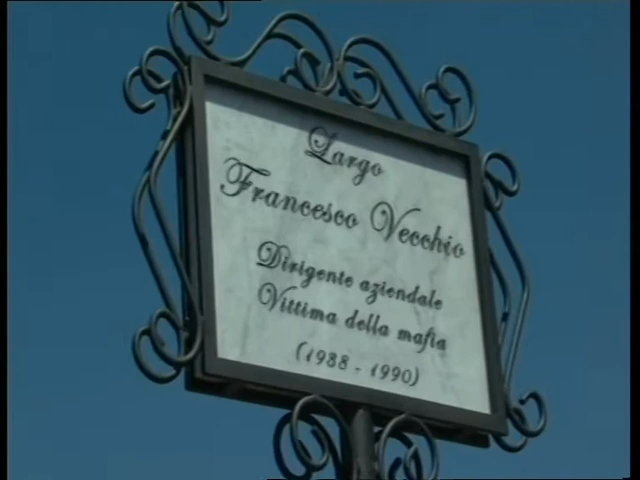 Largo
Francesco Vecchio
Dirigente aziendale
Vittima della mafia
(1938 - 1990)